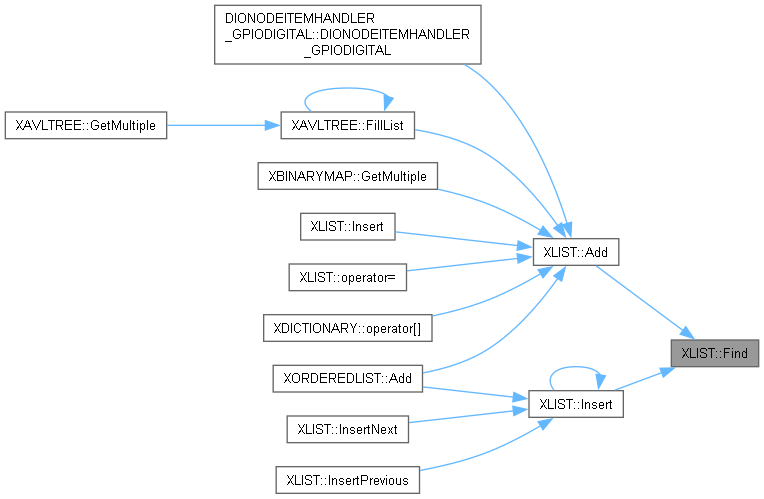 DIONODEITEMHANDLER
_GPIODIGITAL::DIONODEITEMHANDLER
_GPIODIGITAL
XAVLTREE::GetMultiple
XAVLTREE::FillList
XBINARYMAP::GetMultiple
XLIST::Insert
XLIST::Add
XLIST::operator=
XDICTIONARY::operator[]
XLIST::Find
XORDEREDLIST::Add
XLIST::Insert
XLIST::InsertNext
XLIST::InsertPrevious